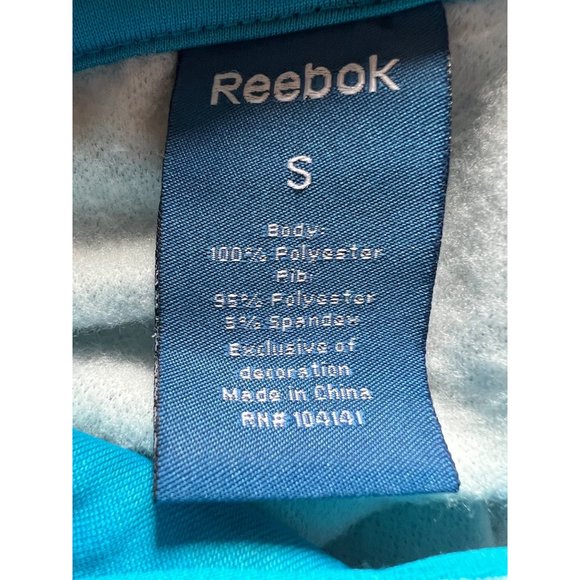 Reebok
S
Body:
100% Polyester
Rib:
95% Polyester
5% Spandex
Exclusive of
decoration
Made in China
RN# 104141